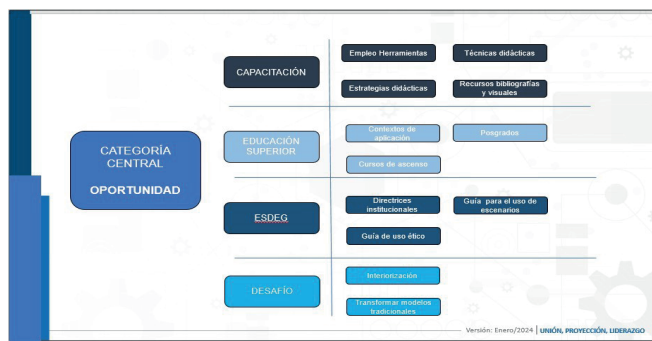 CATEGORÍA
CENTRAL
OPORTUNIDAD
CAPACITACIÓN
Empleo Herramientas
Técnicas didácticas
Estrategias didácticas
Recursos bibliografías
y visuales
EDUCACIÓN
SUPERIOR
Contextos de
aplicación
Posgrados
Cursos de ascenso
ESDEG
Directrices
institucionales
Guía para el uso de
escenarios
Guía de uso ético
DESAFÍO
Interiorización
Transformar modelos
tradicionales
Versión: Enero/2024 | UNIÓN, PROYECCIÓN, LIDERAZGO